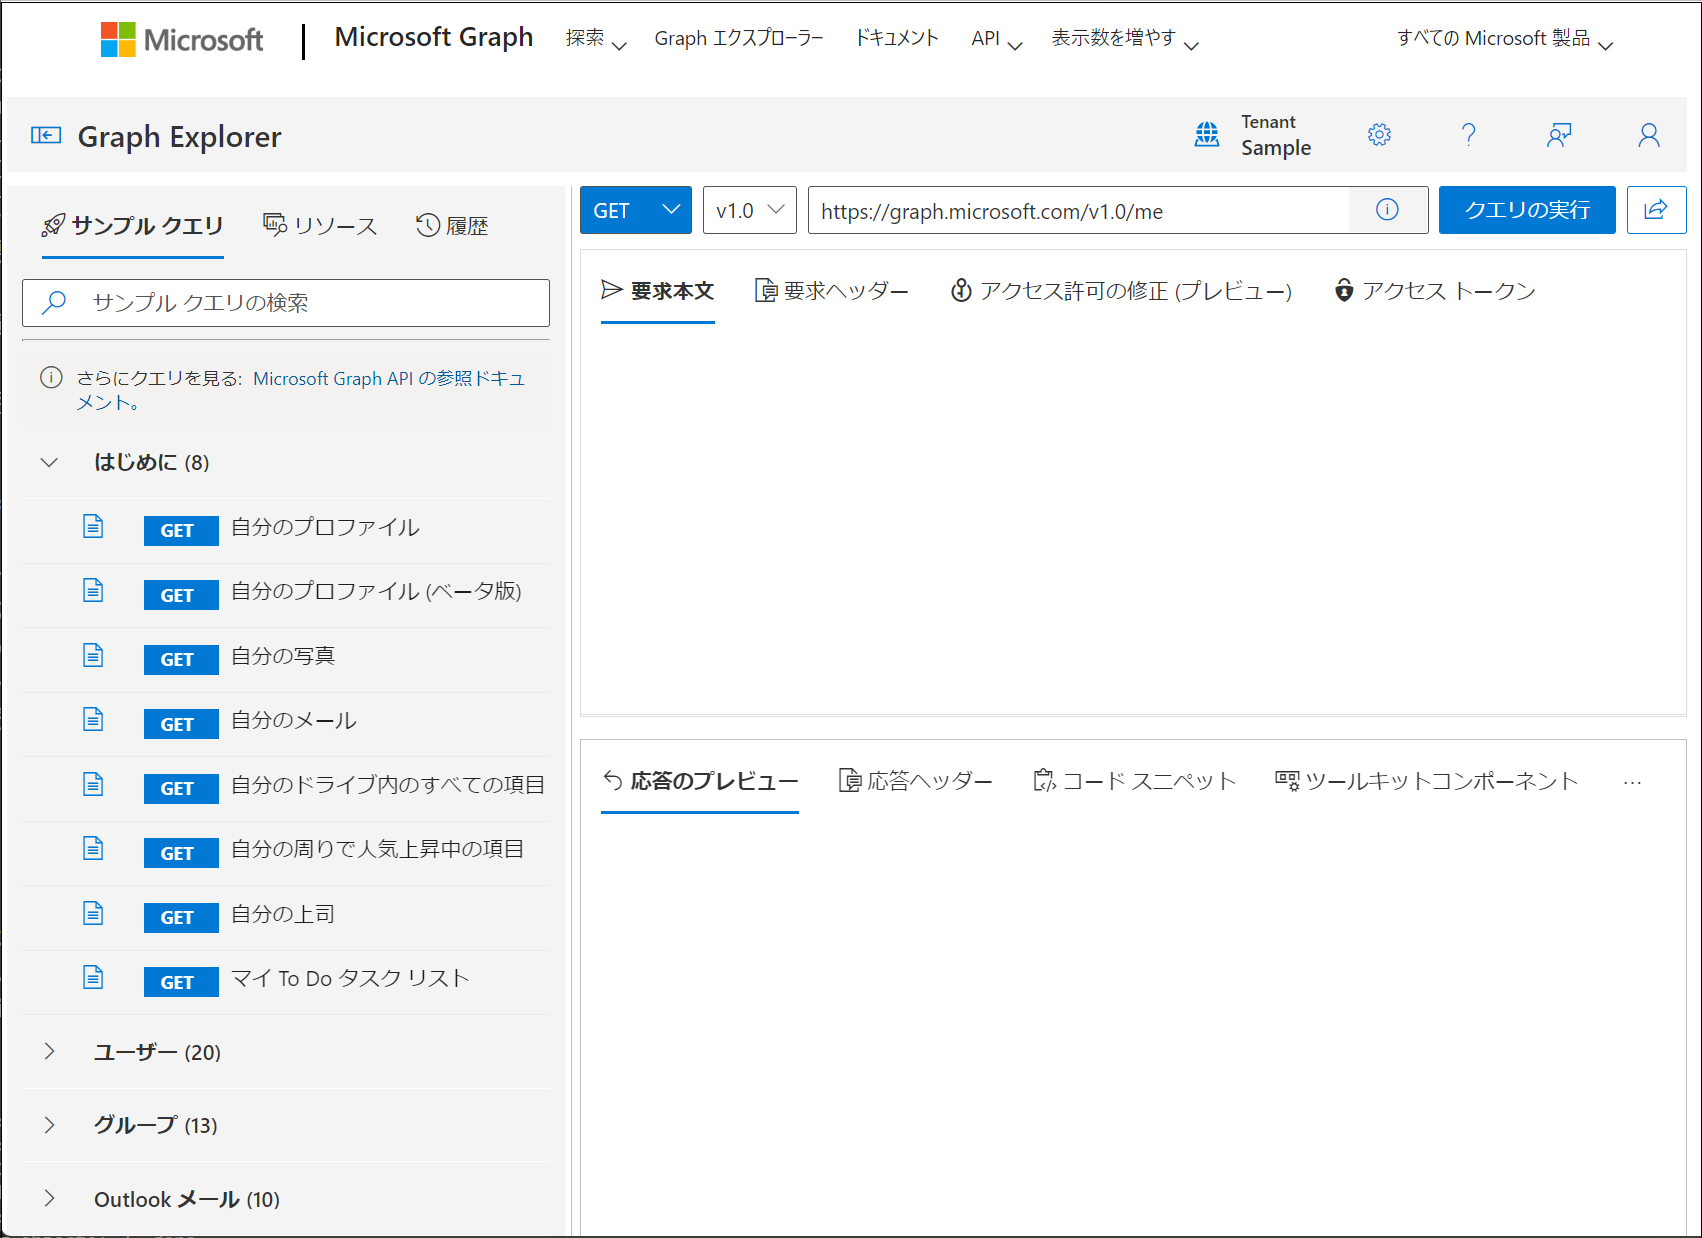 Microsoft
Microsoft Graph
探索
Graph エクスプローラー
ドキュメント
API
表示数を増やす
すべての Microsoft 製品
Graph Explorer
Tenant
Sample
サンプル クエリ
リソース
履歴
サンプル クエリの検索
さらにクエリを見る: Microsoft Graph API の参照ドキュ
メント。
はじめに (8)
GET 自分のプロファイル
GET 自分のプロファイル (ベータ版)
GET 自分の写真
GET 自分のメール
GET 自分のドライブ内のすべての項目
GET 自分の周りで人気上昇中の項目
GET 自分の上司
GET マイ To Do タスク リスト
ユーザー (20)
グループ (13)
Outlook メール (10)
GET
v1.0
https://graph.microsoft.com/v1.0/me
クエリの実行
要求本文
要求ヘッダー
アクセス許可の修正 (プレビュー)
アクセス トークン
応答のプレビュー
応答ヘッダー
コード スニペット
ツールキットコンポーネント
...